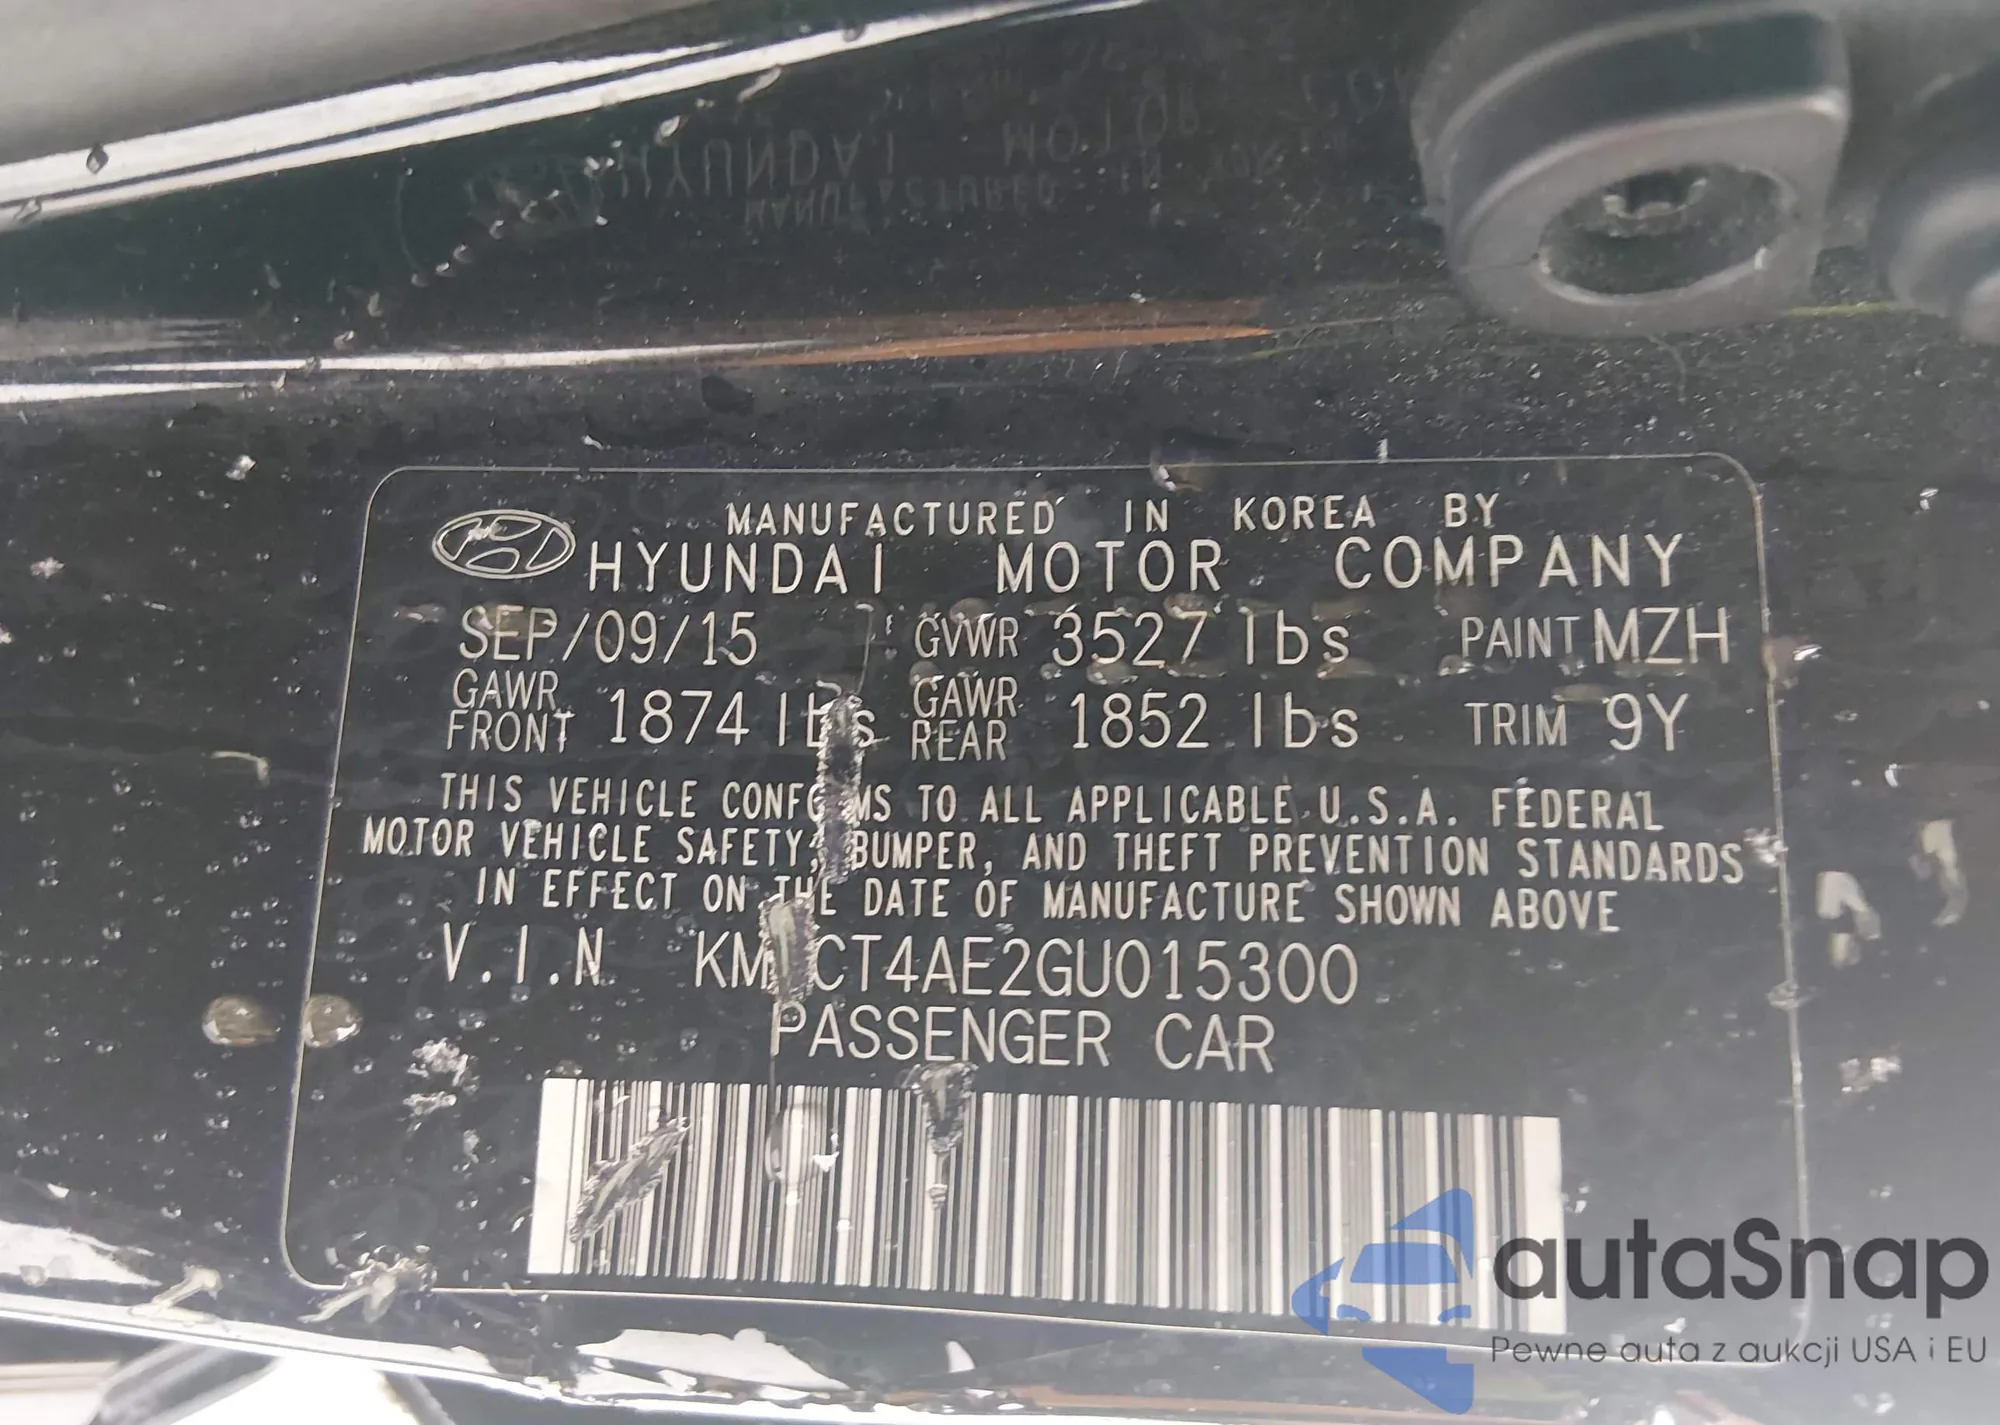 MANUFACTURED IN KOREA BY
HYUNDAI MOTOR COMPANY
SEP/09/15 GVWR 3527 lbs PAINT MZH
GAWR FRONT 1874 lbs GAWR REAR 1852 lbs TRIM 9Y
THIS VEHICLE CONFORMS TO ALL APPLICABLE U.S.A. FEDERAL
MOTOR VEHICLE SAFETY, BUMPER, AND THEFT PREVENTION STANDARDS
IN EFFECT ON THE DATE OF MANUFACTURE SHOWN ABOVE
V.I.N
PASSENGER CAR
autaSnap
Pewne auta z aukcji USA i EU